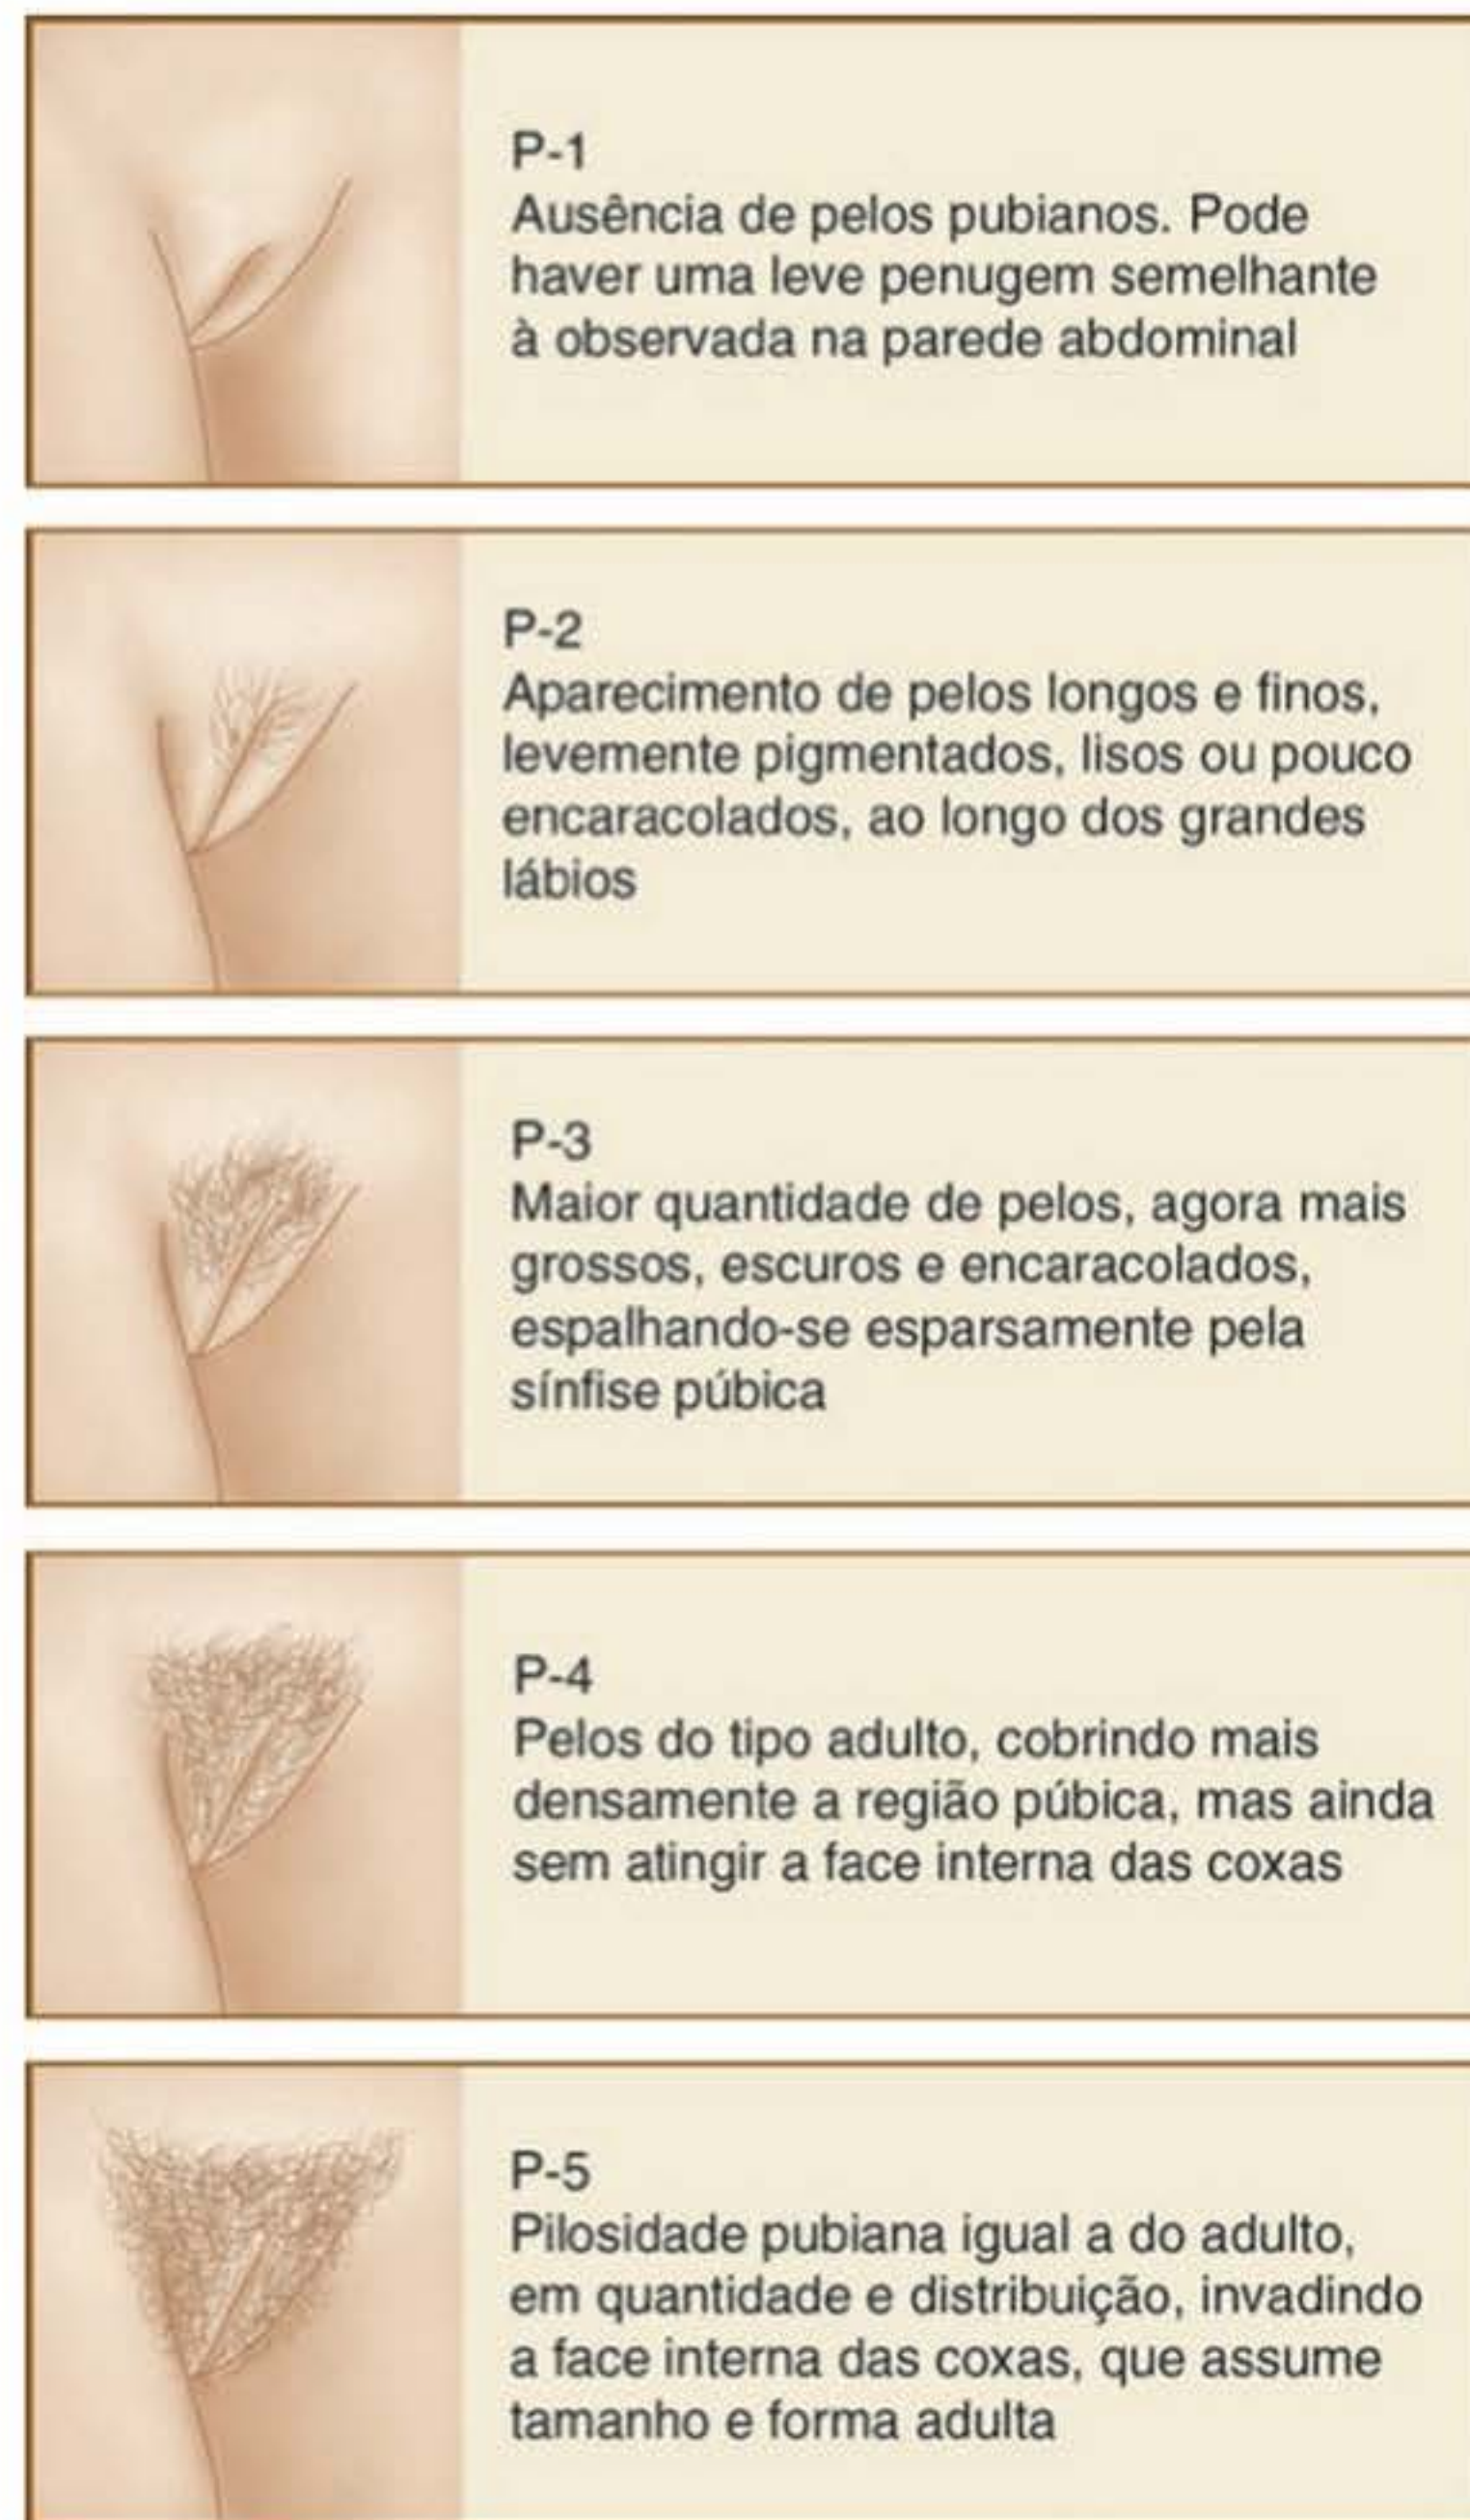 P-1
Ausência de pelos pubianos. Pode
haver uma leve penugem semelhante
à observada na parede abdominal
P-2
Aparecimento de pelos longos e finos,
levemente pigmentados, lisos ou pouco
encaracolados, ao longo dos grandes
lábios
P-3
Maior quantidade de pelos, agora mais
grossos, escuros e encaracolados,
espalhando-se esparsamente pela
sínfise púbica
P-4
Pelos do tipo adulto, cobrindo mais
densamente a região púbica, mas ainda
sem atingir a face interna das coxas
P-5
Pilosidade pubiana igual a do adulto,
em quantidade e distribuição, invadindo
a face interna das coxas, que assume
tamanho e forma adulta